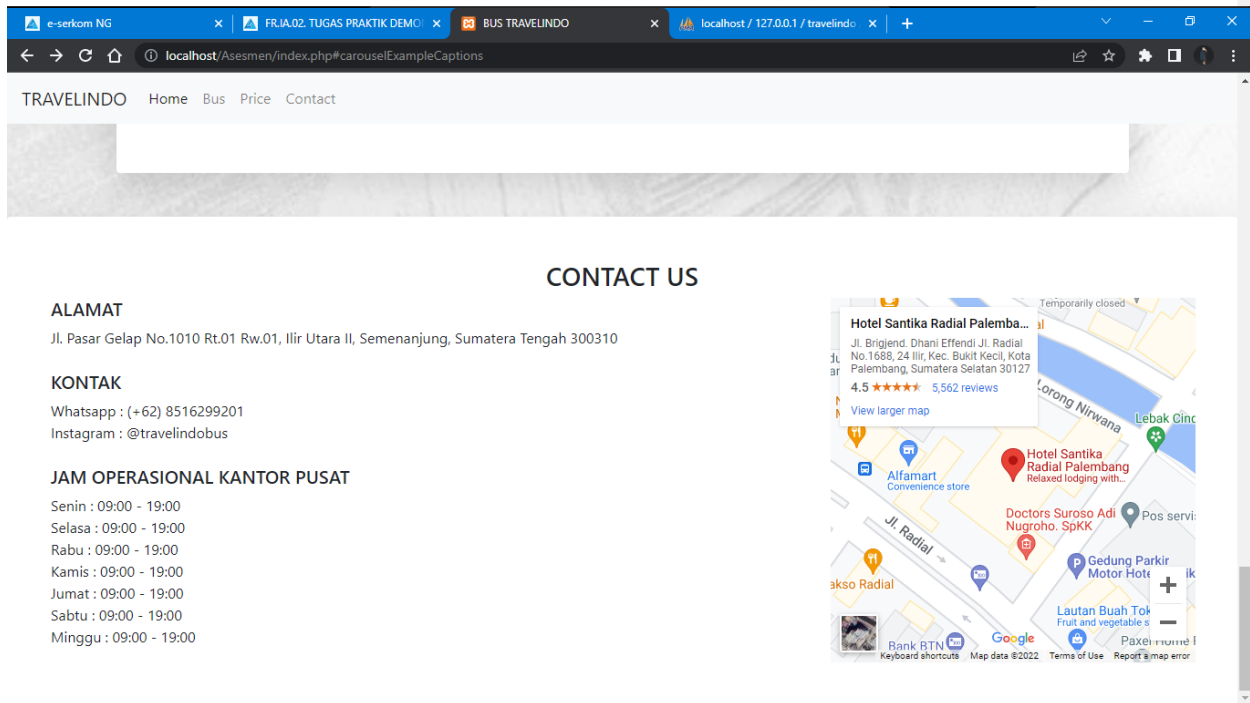 e-serkom NG
FR.IA.02. TUGAS PRAKTIK DEMO
BUS TRAVELINDO
localhost / 127.0.0.1 / travelindo
localhost/Asesmen/index.php#carouselExampleCaptions
TRAVELINDO Home Bus Price Contact
CONTACT US
ALAMAT
Jl. Pasar Gelap No.1010 Rt.01 Rw.01, Ilir Utara II, Semenanjung, Sumatera Tengah 300310
KONTAK
Whatsapp : (+62) 8516299201
Instagram : @travelindobus
JAM OPERASIONAL KANTOR PUSAT
Senin : 09:00 - 19:00
Selasa : 09:00 - 19:00
Rabu : 09:00 - 19:00
Kamis : 09:00 - 19:00
Jumat : 09:00 - 19:00
Sabtu : 09:00 - 19:00
Minggu : 09:00 - 19:00
Temporarily closed
Hotel Santika Radial Palemba...
Jl. Brigjend. Dhani Effendi Jl. Radial
No.1688, 24 Ilir, Kec. Bukit Kecil, Kota
Palembang, Sumatera Selatan 30127
4.5 5,562 reviews
View larger map
Lorong Nirwana
Lebak Cinc
Hotel Santika
Radial Palembang
Relaxed lodging with...
Alfamart
Convenience store
Doctors Suroso Adi
Nugroho. SpKK
Pos servi
Jl. Radial
Gedung Parkir
Motor Hote
akso Radial
Lautan Buah Tok
Fruit and vegetable s
Bank BTN
Google
Paxel Home
Keyboard shortcuts Map data ©2022 Terms of Use Report a map error